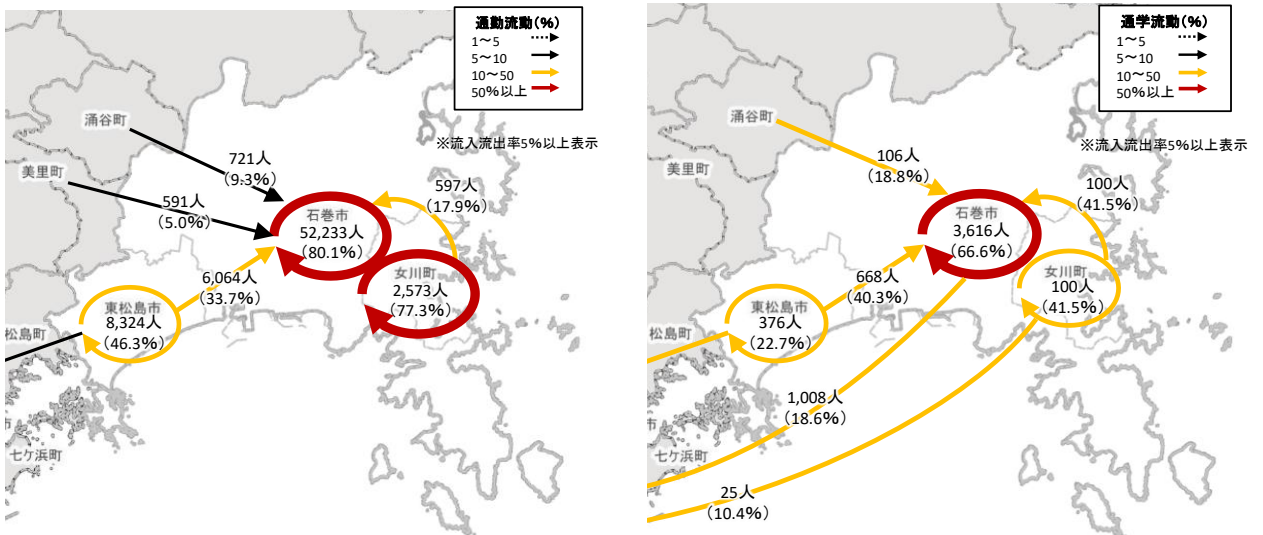 通勤流動(%)
1~5
5~10
10~50
50%以上
※流入流出率5%以上表示
涌谷町
721人
(9.3%)
美里町
591人
(5.0%)
597人
(17.9%)
石巻市
52,233人
(80.1%)
6,064人
(33.7%)
女川町
2,573人
(77.3%)
東松島市
8,324人
(46.3%)
松島町
市
七ケ浜町
通学流動(%)
1~5
5~10
10~50
50%以上
※流入流出率5%以上表示
涌谷町
106人
(18.8%)
美里町
100人
(41.5%)
石巻市
3,616人
(66.6%)
668人
(40.3%)
女川町
100人
(41.5%)
東松島市
376人
(22.7%)
松島町
1,008人
(18.6%)
市
七ケ浜町
25人
(10.4%)